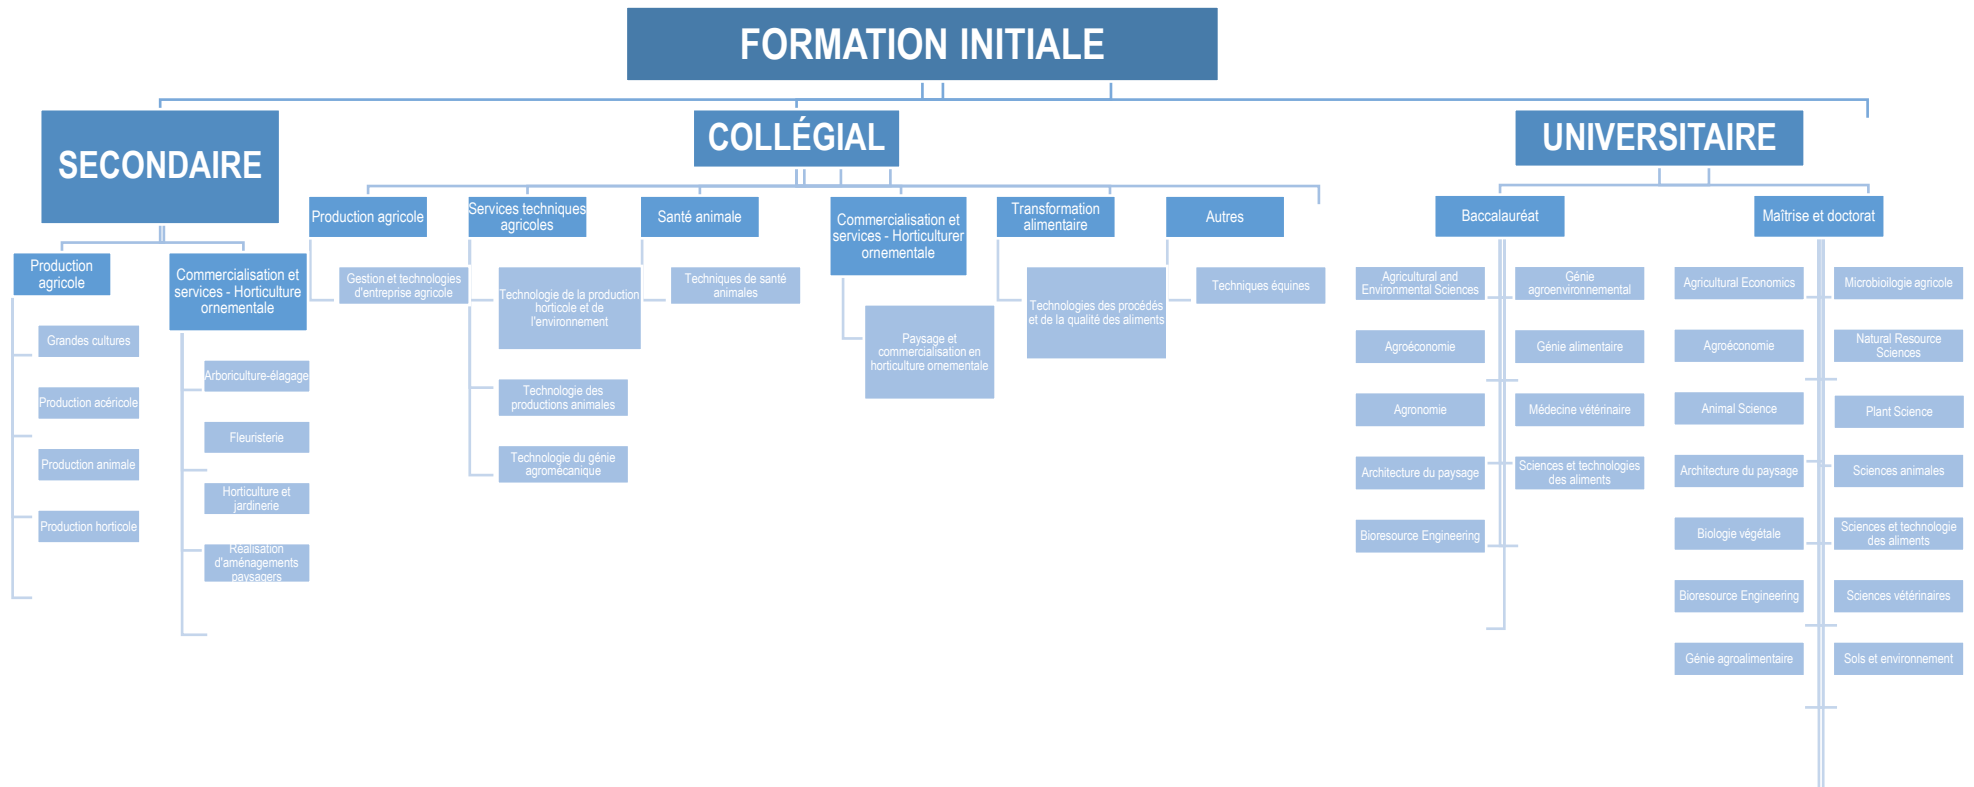 FORMATION INITIALE
SECONDAIRE
Production
agricole
Grandes cultures
Production acéricole
Production animale
Production horticole
Commercialisation et
services - Horticulture
ornementale
Arboriculture-élagage
Fleuristerie
Horticulture et
jardinerie
Réalisation
d'aménagements
paysagers
COLLÉGIAL
Production agricole
Gestion et technologies
d'entreprise agricole
Services techniques
agricoles
Technologie de la production
horticole et de
l'environnement
Technologie des
productions animales
Technologie du génie
agromécanique
Santé animale
Techniques de santé
animales
Commercialisation et
services - Horticulturer
ornementale
Paysage et
commercialisation en
horticulture ornementale
Transformation
alimentaire
Technologies des procédés
et de la qualité des aliments
Autres
Techniques équines
UNIVERSITAIRE
Baccalauréat
Agricultural and
Environmental Sciences
Génie
agroenvironnemental
Agroéconomie
Génie alimentaire
Agronomie
Médecine vétérinaire
Architecture du paysage
Sciences et technologies
des aliments
Bioresource Engineering
Maîtrise et doctorat
Agricultural Economics
Microbioilogie agricole
Agroéconomie
Natural Resource
Sciences
Animal Science
Plant Science
Architecture du paysage
Sciences animales
Biologie végétale
Sciences et technologie
des aliments
Bioresource Engineering
Sciences vétérinaires
Génie agroalimentaire
Sols et environnement